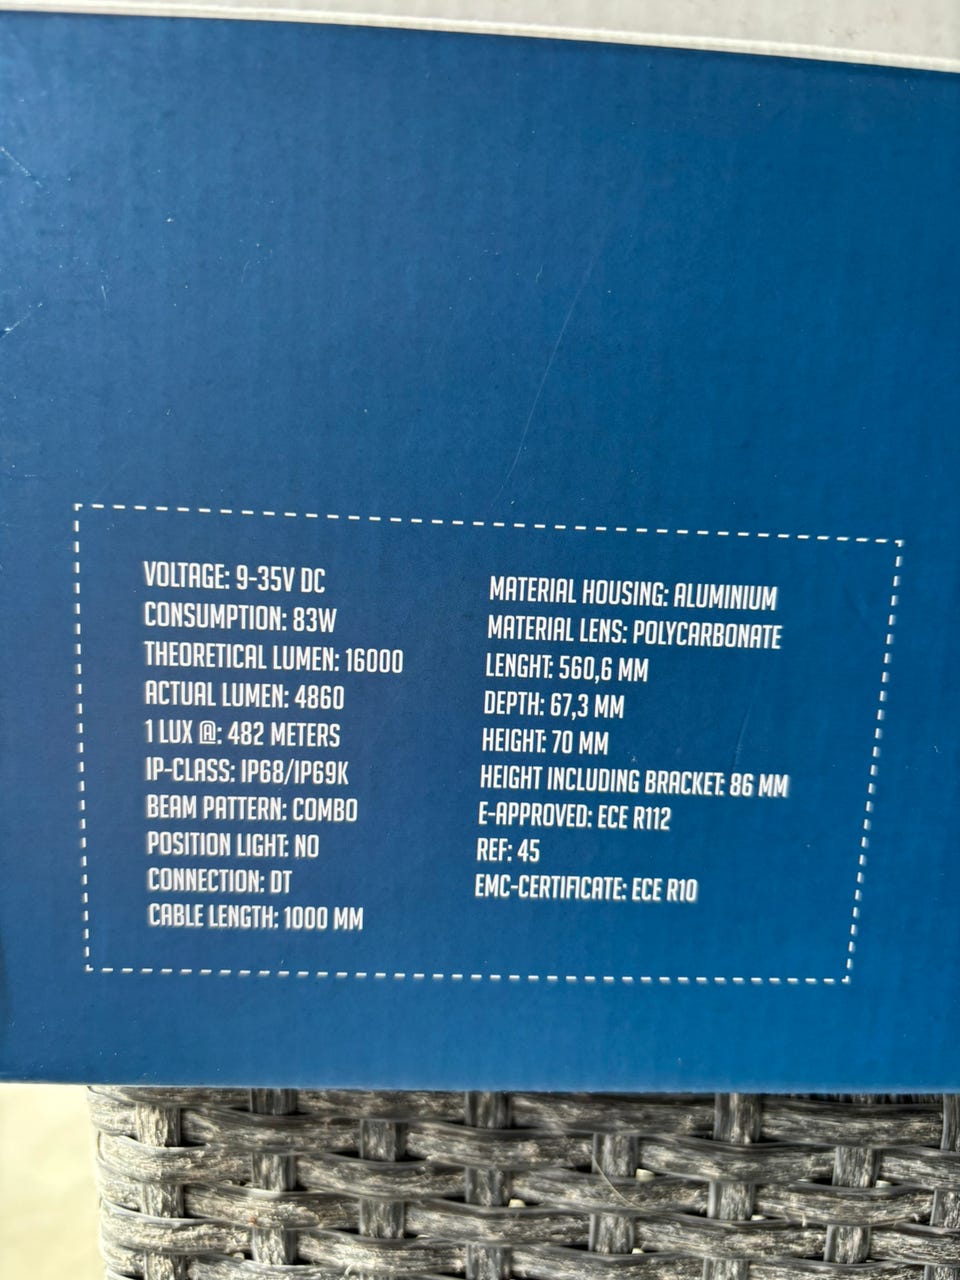 VOLTAGE: 9-35V DC
CONSUMPTION: 83W
THEORETICAL LUMEN: 16000
ACTUAL LUMEN: 4860
1 LUX @: 482 METERS
IP-CLASS: IP68/IP69K
BEAM PATTERN: COMBO
POSITION LIGHT: NO
CONNECTION: DT
CABLE LENGTH: 1000 MM
MATERIAL HOUSING: ALUMINIUM
MATERIAL LENS: POLYCARBONATE
LENGHT: 560,6 MM
DEPTH: 67,3 MM
HEIGHT: 70 MM
HEIGHT INCLUDING BRACKET: 86 MM
E-APPROVED: ECE R112
REF: 45
EMC-CERTIFICATE: ECE R10